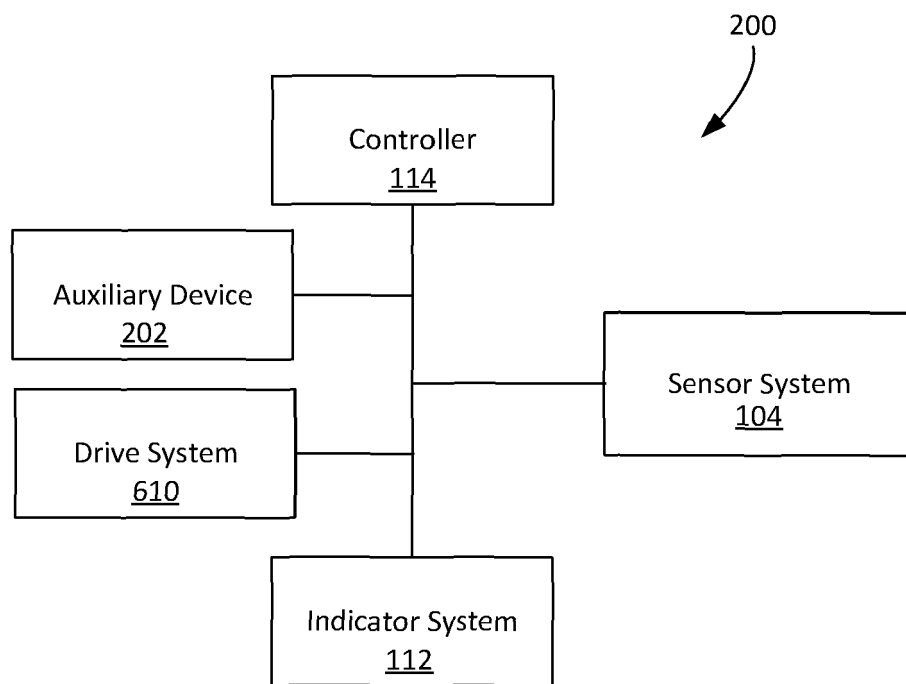 200
Controller
114
Auxiliary Device
202
Sensor System
104
Drive System
610
Indicator System
112